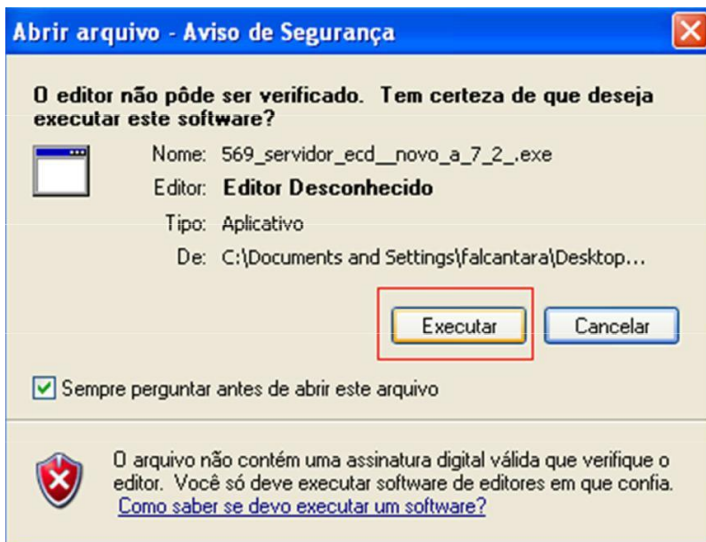 Abrir arquivo - Aviso de Segurança
O editor não pôde ser verificado. Tem certeza de que deseja
executar este software?
Nome: 569_servidor_ecd__novo_a_7_2_.exe
Editor: Editor Desconhecido
Tipo: Aplicativo
De: C:\Documents and Settings\falcantara\Desktop...
Executar Cancelar
Sempre perguntar antes de abrir este arquivo
O arquivo não contém uma assinatura digital válida que verifique o
editor. Você só deve executar software de editores em que confia.
Como saber se devo executar um software?